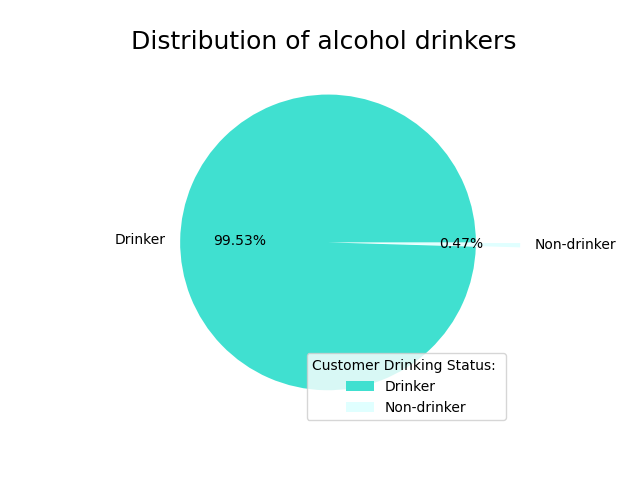 Distribution of alcohol drinkers
Drinker
99.53%
0.47%
Non-drinker
Customer Drinking Status:
Drinker
Non-drinker